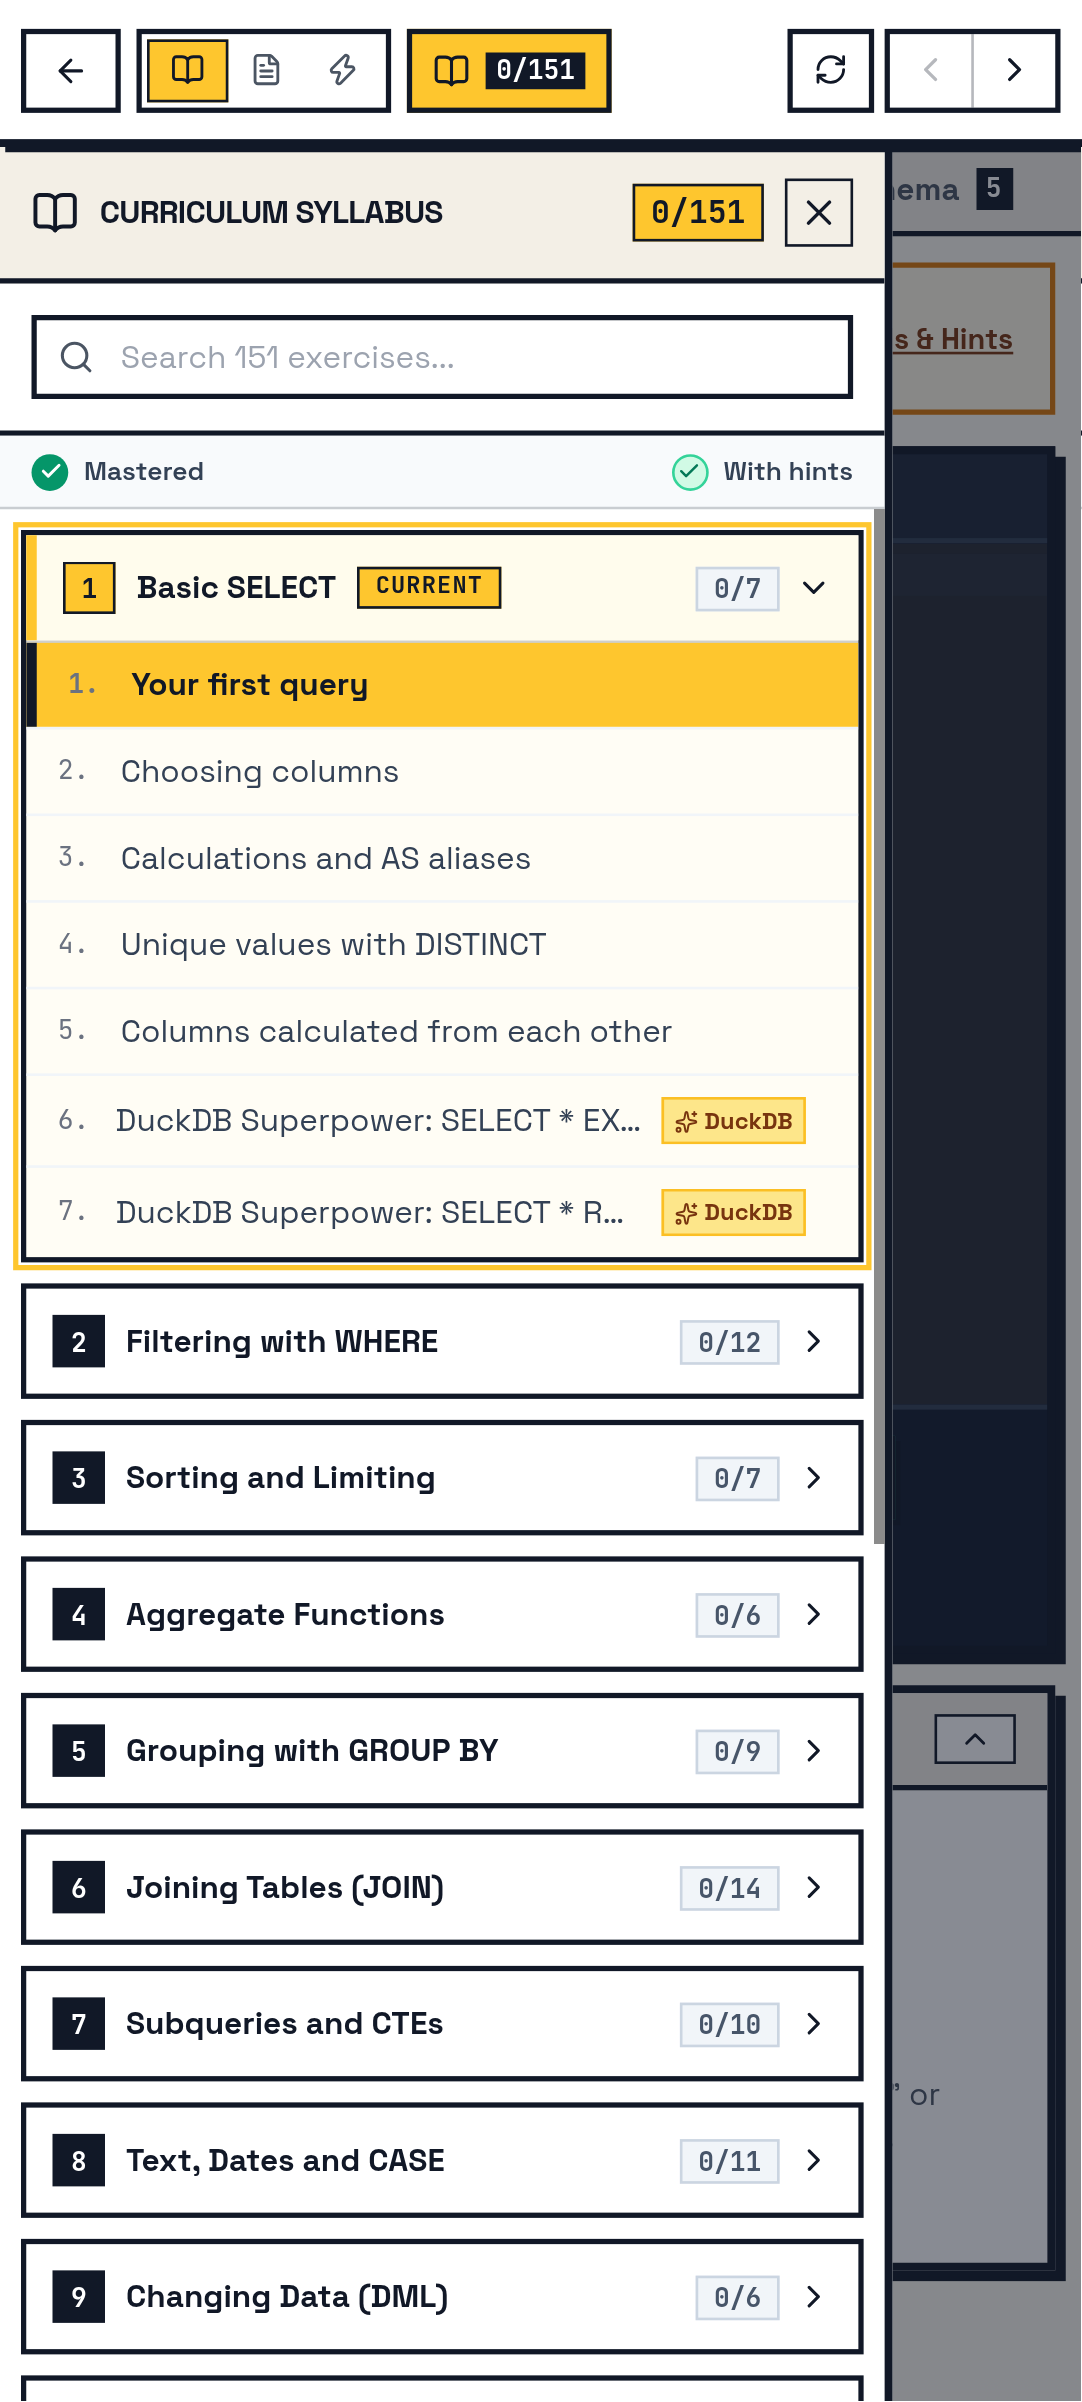 0/151
CURRICULUM SYLLABUS 0/151
ema 5
s & Hints
Search 151 exercises...
Mastered With hints
1 Basic SELECT CURRENT 0/7
1. Your first query
2. Choosing columns
3. Calculations and AS aliases
4. Unique values with DISTINCT
5. Columns calculated from each other
6. DuckDB Superpower: SELECT * EX... DuckDB
7. DuckDB Superpower: SELECT * R... DuckDB
2 Filtering with WHERE 0/12
3 Sorting and Limiting 0/7
4 Aggregate Functions 0/6
5 Grouping with GROUP BY 0/9
6 Joining Tables (JOIN) 0/14
7 Subqueries and CTEs 0/10
" or
8 Text, Dates and CASE 0/11
9 Changing Data (DML) 0/6